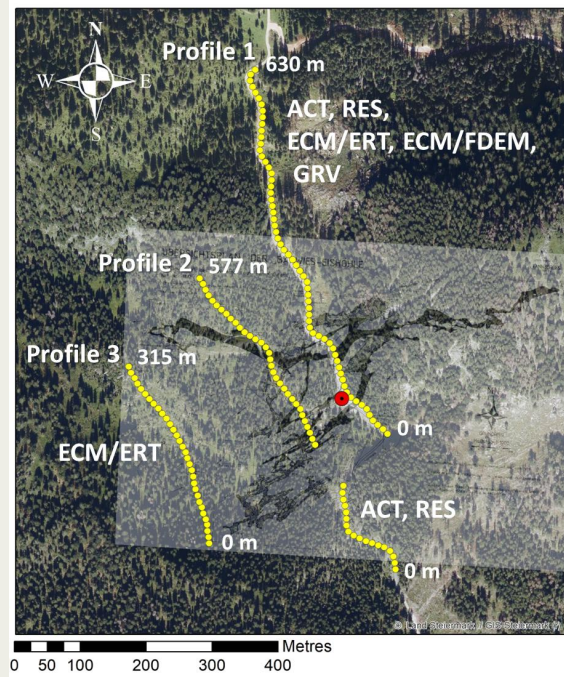 N
Profile 1
630 m
W
E
S
ACT, RES,
ECM/ERT, ECM/FDEM,
GRV
Profile 2
577 m
Profile 3
315 m
ECM/ERT
0 m
ACT, RES
0 m
0 m
© Land Steiermark / GIS-Steiermark
Metres
0 50 100 200 300 400